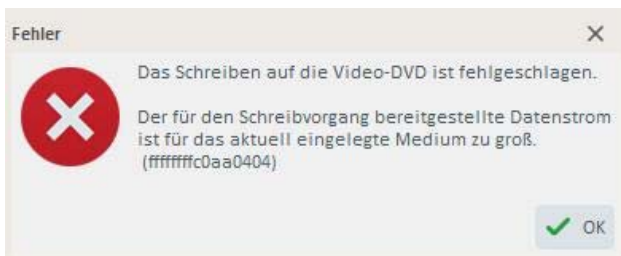 Fehler
Das Schreiben auf die Video-DVD ist fehlgeschlagen.
Der für den Schreibvorgang bereitgestellte Datenstrom
ist für das aktuell eingelegte Medium zu groß.
(ffffffffc0aa0404)
OK